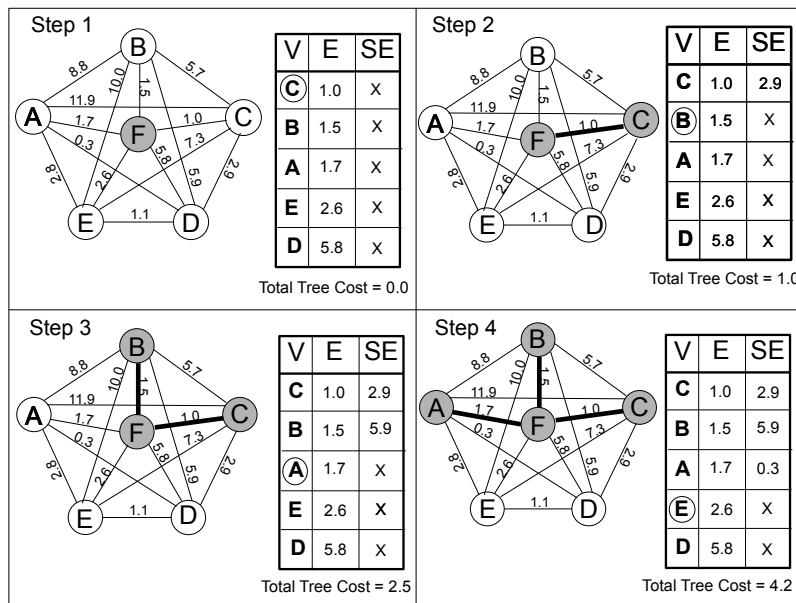 Step 1
B
8.8
10.0
1.5
5.7
11.9
A
1.7
F
1.0
C
0.3
7.3
2.8
2.6
5.8
5.9
2.9
E
1.1
D
V E SE
C 1.0 X
B 1.5 X
A 1.7 X
E 2.6 X
D 5.8 X
Total Tree Cost = 0.0
Step 2
B
8.8
10.0
1.5
5.7
11.9
A
1.7
F
1.0
C
0.3
7.3
2.8
2.6
5.8
5.9
2.9
E
1.1
D
V E SE
C 1.0 2.9
B 1.5 X
A 1.7 X
E 2.6 X
D 5.8 X
Total Tree Cost = 1.0
Step 3
B
8.8
10.0
1.5
5.7
11.9
A
1.7
F
1.0
C
0.3
7.3
2.8
2.6
5.8
5.9
2.9
E
1.1
D
V E SE
C 1.0 2.9
B 1.5 5.9
A 1.7 X
E 2.6 X
D 5.8 X
Total Tree Cost = 2.5
Step 4
B
8.8
10.0
1.5
5.7
11.9
A
1.7
F
1.0
C
0.3
7.3
2.8
2.6
5.8
5.9
2.9
E
1.1
D
V E SE
C 1.0 2.9
B 1.5 5.9
A 1.7 0.3
E 2.6 X
D 5.8 X
Total Tree Cost = 4.2